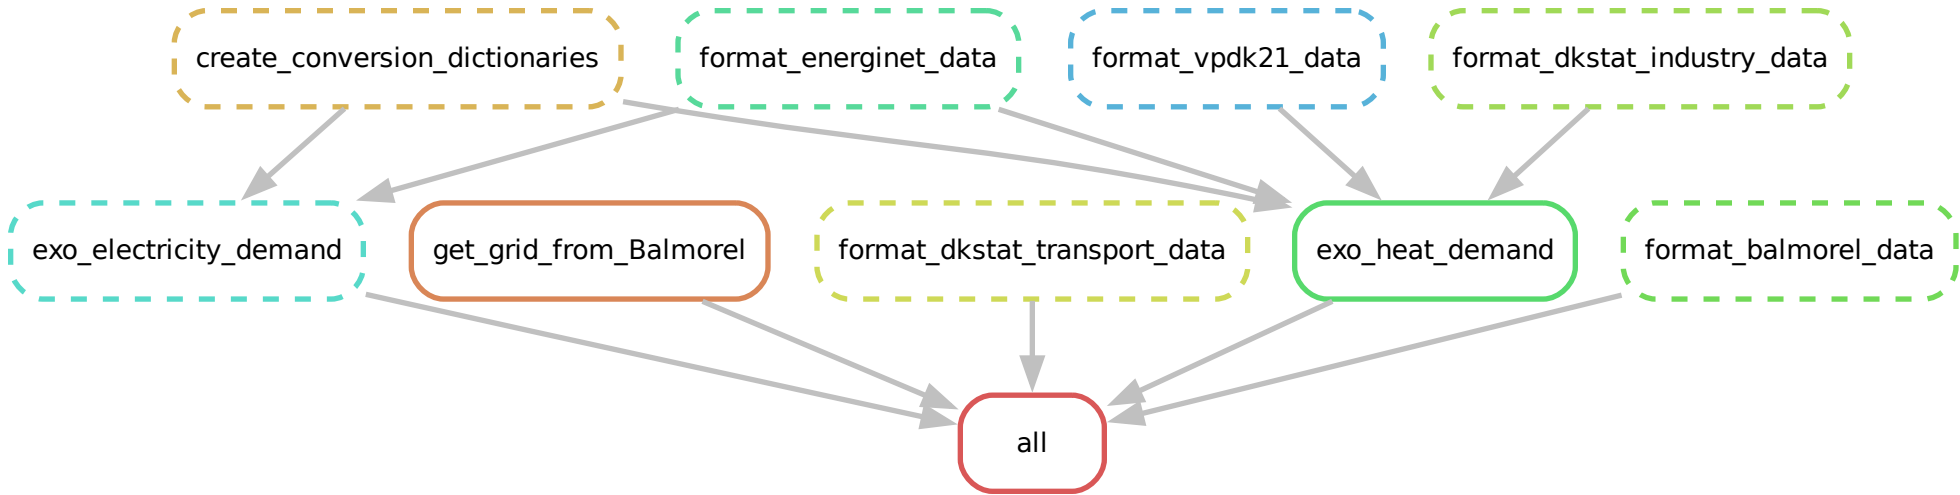 create_conversion_dictionaries
format_energinet_data
format_vpdk21_data
format_dkstat_industry_data
exo_electricity_demand
get_grid_from_Balmorel
format_dkstat_transport_data
exo_heat_demand
format_balmorel_data
all